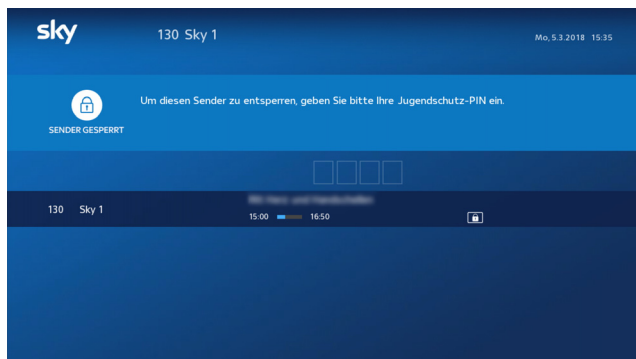 sky
130 Sky 1
Mo, 5.3.2018 15:35
Um diesen Sender zu entsperren, geben Sie bitte Ihre Jugendschutz-PIN ein.
SENDER GESPERRT
130 Sky 1
15:00 16:50